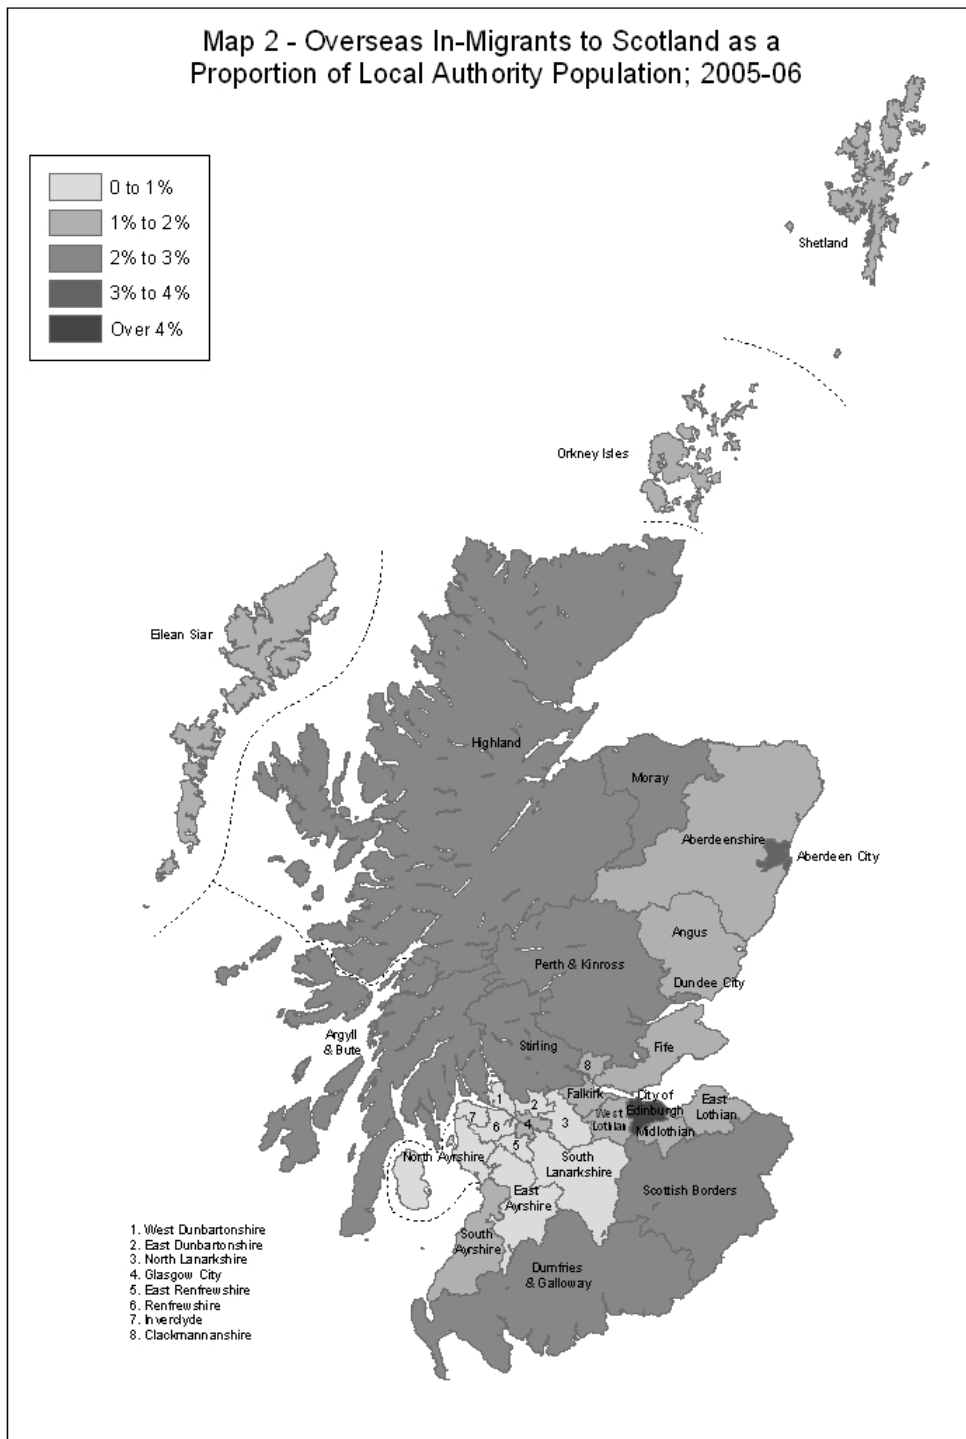 Map 2 - Overseas In-Migrants to Scotland as a
Proportion of Local Authority Population; 2005-06
0 to 1%
1% to 2%
2% to 3%
3% to 4%
Over 4%
Shetland
Orkney Isles
Eilean Siar
Highland
Moray
Aberdeenshire
Aberdeen City
Angus
Perth & Kinross
Dundee City
Argyll
& Bute
Stirling
Fife
8
1
2
Falkirk
City of
Edinburgh
East
Lothian
7
6
4
3
West
Lothian
Midlothian
5
North Ayrshire
South
Lanarkshire
East
Ayrshire
Scottish Borders
South
Ayrshire
Dumfries
& Galloway
1. West Dunbartonshire
2. East Dunbartonshire
3. North Lanarkshire
4. Glasgow City
5. East Renfrewshire
6. Renfrewshire
7. Inverclyde
8. Clackmannanshire